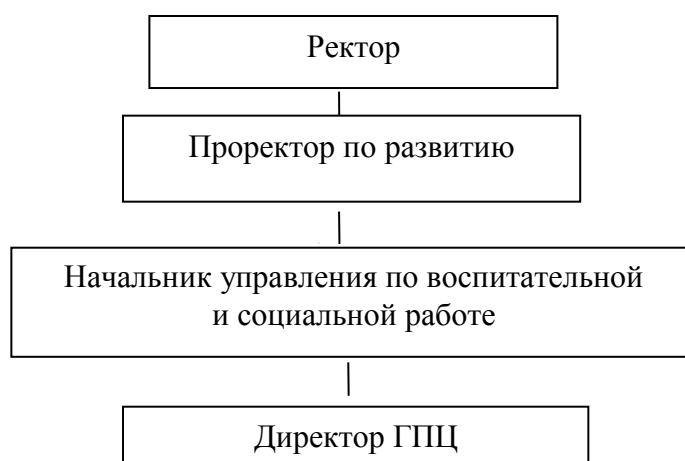 Ректор
Проректор по развитию
Начальник управления по воспитательной
и социальной работе
Директор ГПЦ